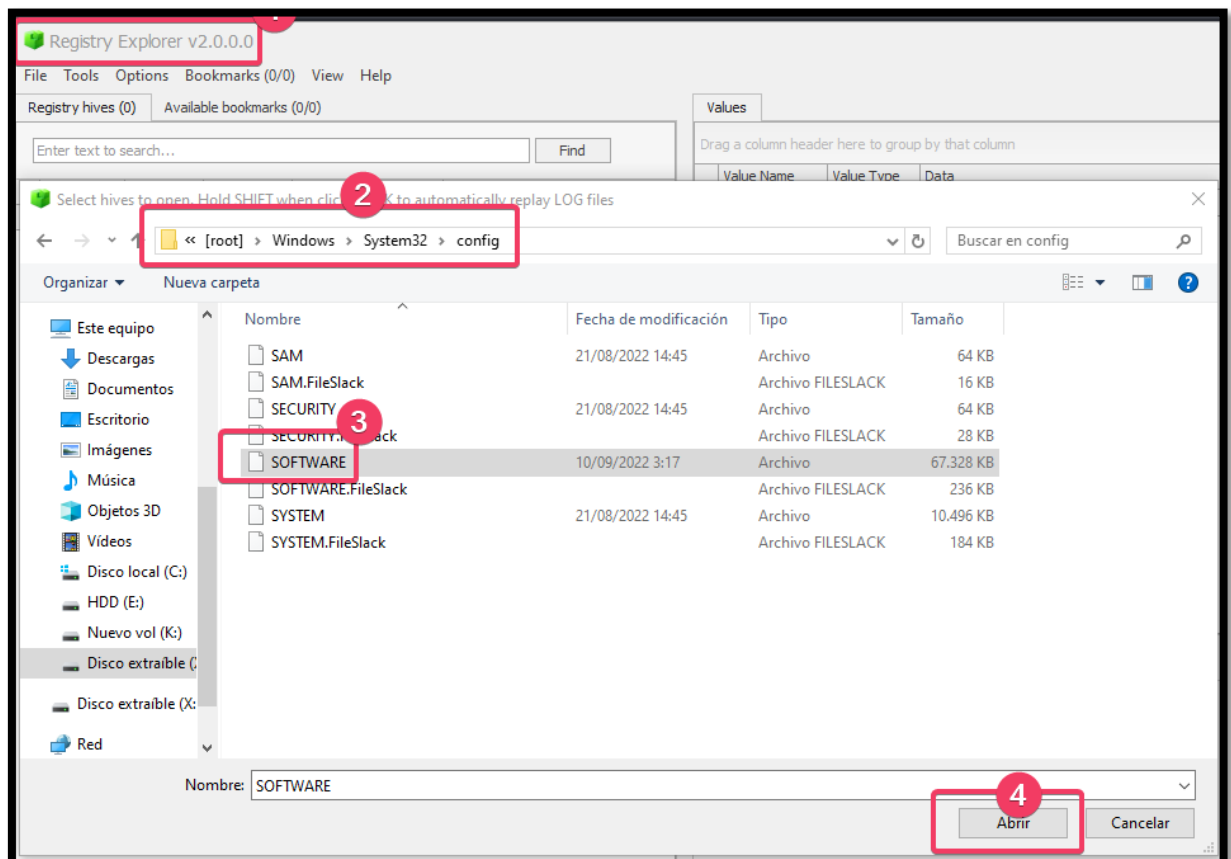 1
Registry Explorer v2.0.0.0
File Tools Options Bookmarks (0/0) View Help
Registry hives (0) Available bookmarks (0/0) Values
Enter text to search... Find
Drag a column header here to group by that column
Value Name Value Type Data
2
Select hives to open. Hold SHIFT when to automatically replay LOG files
« [root] > Windows > System32 > config Buscar en config
Organizar Nueva carpeta
Nombre Fecha de modificación Tipo Tamaño
Este equipo
Descargas
Documentos
Escritorio
Imágenes
Música
Objetos 3D
Vídeos
Disco local (C:)
HDD (E:)
Nuevo vol (K:)
Disco extraíble (
Disco extraíble (X:
Red
SAM 21/08/2022 14:45 Archivo 64 KB
SAM.FileSlack Archivo FILESLACK 16 KB
SECURITY 21/08/2022 14:45 Archivo 64 KB
3
Archivo FILESLACK 28 KB
SOFTWARE 10/09/2022 3:17 Archivo 67.328 KB
SOFTWARE.FileSlack Archivo FILESLACK 236 KB
SYSTEM 21/08/2022 14:45 Archivo 10.496 KB
SYSTEM.FileSlack Archivo FILESLACK 184 KB
Nombre: SOFTWARE
4
Abrir Cancelar